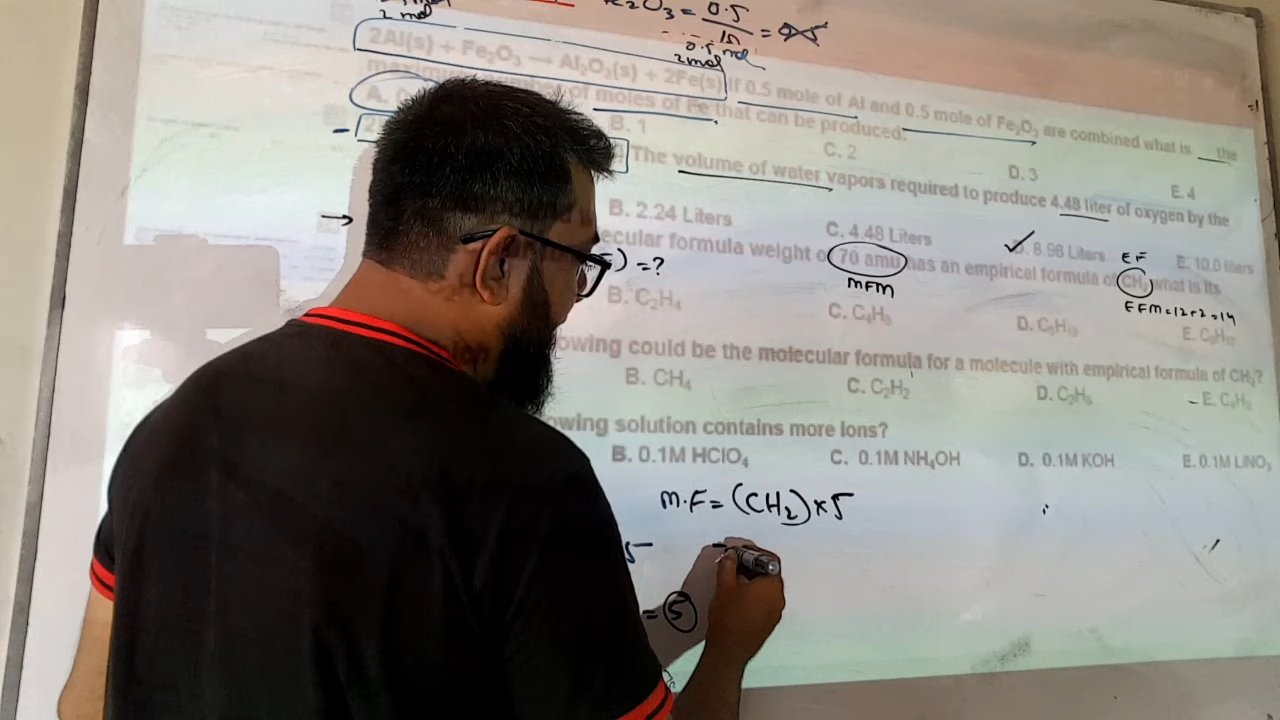 2 mol
2O3 = 0.5
0.5 mol
2mol
2Al(s) + Fe₂O₃ → Al₂O₃(s) + 2Fe(s) If 0.5 mole of Al and 0.5 mole of Fe₂O₃ are combined what is the
of moles of Fe that can be produced.
A. B. 1 C. 2 D. 3 E. 4
The volume of water vapors required to produce 4.48 liter of oxygen by the
B. 2.24 Liters C. 4.48 Liters 8.96 Liters E. 10.0 liters
ecular formula weight of 70 amu has an empirical formula of CH₂ what is its
) = ? MFM EF
EFM = 12+2 = 14
B. C₂H₄ C. C₄H₈ D. C₅H₁₀
owing could be the molecular formula for a molecule with empirical formula of CH₂?
B. CH₄ C. C₂H₂ D. C₂H₆ E. C₄H₈
owing solution contains more Ions?
B. 0.1M HClO₄ C. 0.1M NH₄OH D. 0.1M KOH E. 0.1M LiNO₃
M.F = (CH₂) × 5
5
= 5